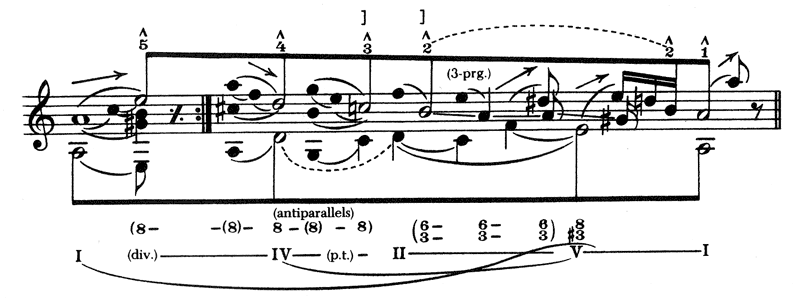 ] ]
^5 ^4 ^3 ^2 ^2 ^1
(3-prg.)
(antiparallels)
(8– –(8)– 8 –(8) – 8) (6– 6– 6) 8
(3– 3– 3) ♯3
I (div.) IV (p.t.) – II V I